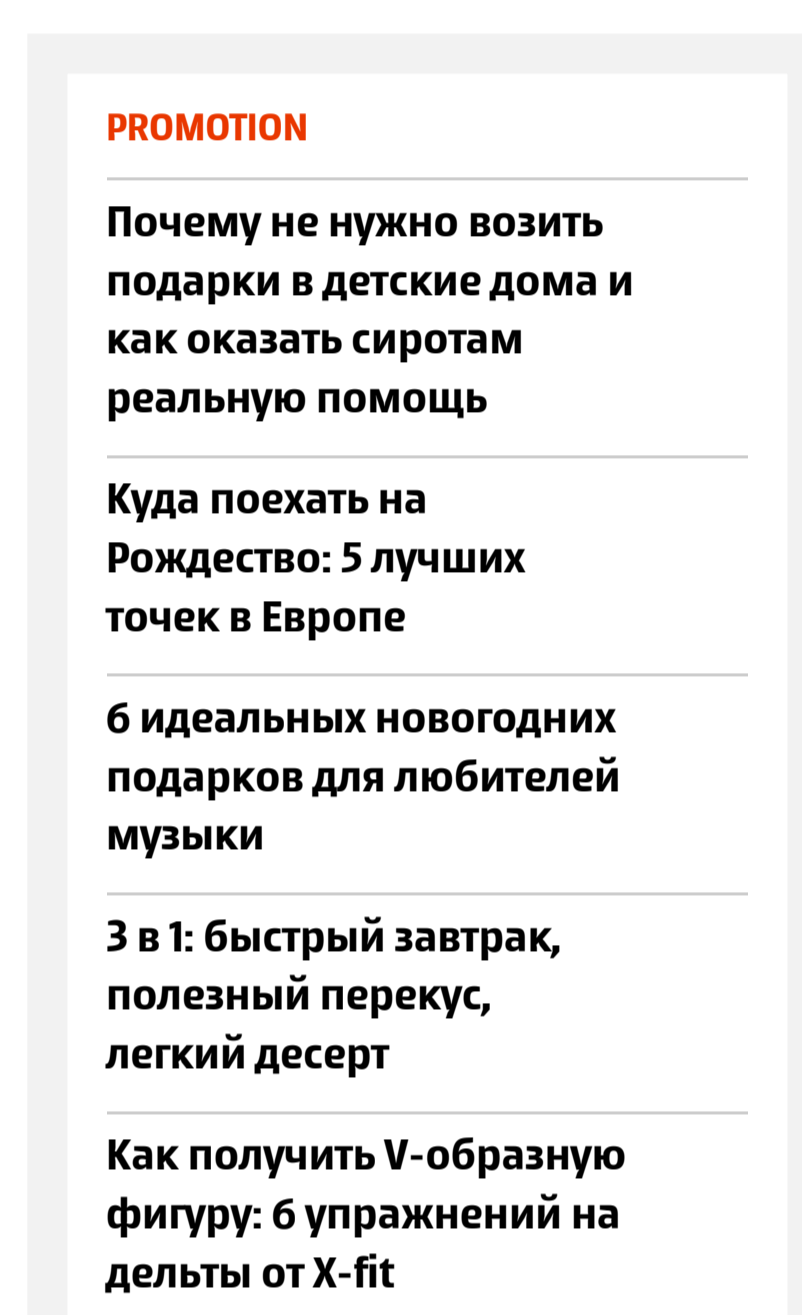 PROMOTION
Почему не нужно возить
подарки в детские дома и
как оказать сиротам
реальную помощь
Куда поехать на
Рождество: 5 лучших
точек в Европе
6 идеальных новогодних
подарков для любителей
музыки
3 в 1: быстрый завтрак,
полезный перекус,
легкий десерт
Как получить V-образную
фигуру: 6 упражнений на
дельты от X-fit